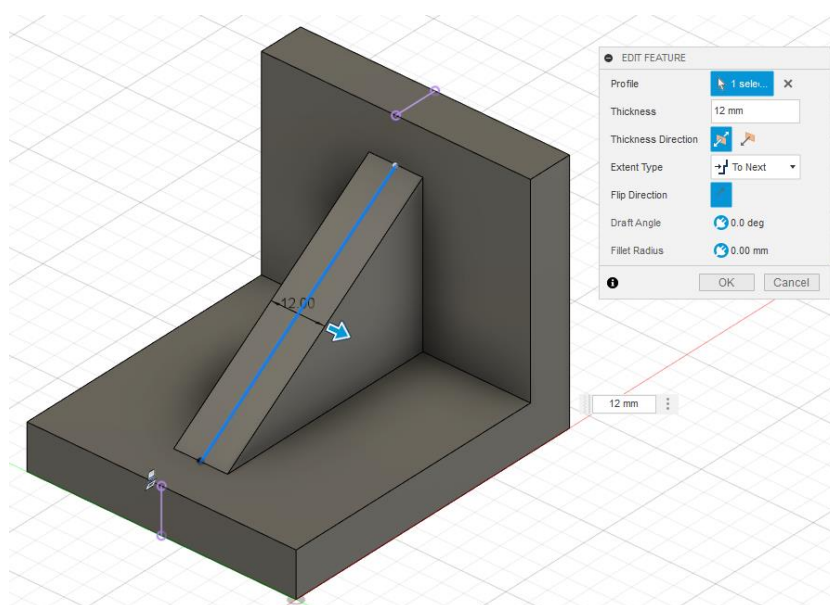 EDIT FEATURE
Profile 1 selec...
Thickness 12 mm
Thickness Direction
Extent Type To Next
Flip Direction
Draft Angle 0.0 deg
Fillet Radius 0.00 mm
OK Cancel
12.00
12 mm